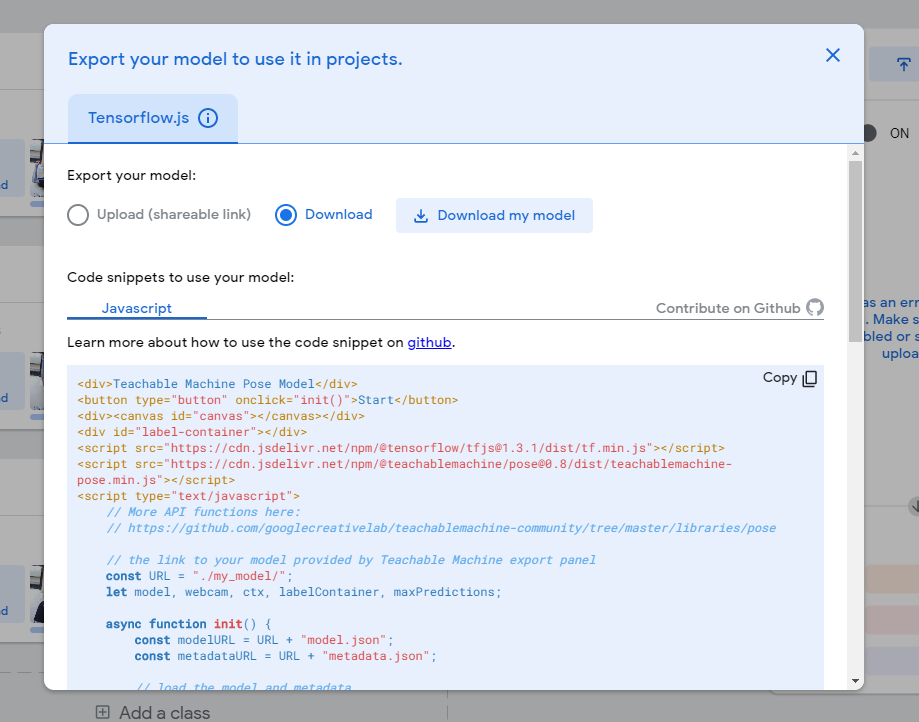 Export your model to use it in projects.
Tensorflow.js
ON
Export your model:
Upload (shareable link)
Download
Download my model
Code snippets to use your model:
Javascript
Contribute on Github
Learn more about how to use the code snippet on github.
Copy
<div>Teachable Machine Pose Model</div>
<button type="button" onclick="init()">Start</button>
<div><canvas id="canvas"></canvas></div>
<div id="label-container"></div>
<script src="https://cdn.jsdelivr.net/npm/@tensorflow/tfjs@1.3.1/dist/tf.min.js"></script>
<script src="https://cdn.jsdelivr.net/npm/@teachablemachine/pose@0.8/dist/teachablemachine-
pose.min.js"></script>
<script type="text/javascript">
    // More API functions here:
    // https://github.com/googlecreativelab/teachablemachine-community/tree/master/libraries/pose

    // the link to your model provided by Teachable Machine export panel
    const URL = "./my_model/";
    let model, webcam, ctx, labelContainer, maxPredictions;

    async function init() {
        const modelURL = URL + "model.json";
        const metadataURL = URL + "metadata.json";

        // load the model and metadata
as an err
. Make s
bled or s
uploa
Add a class